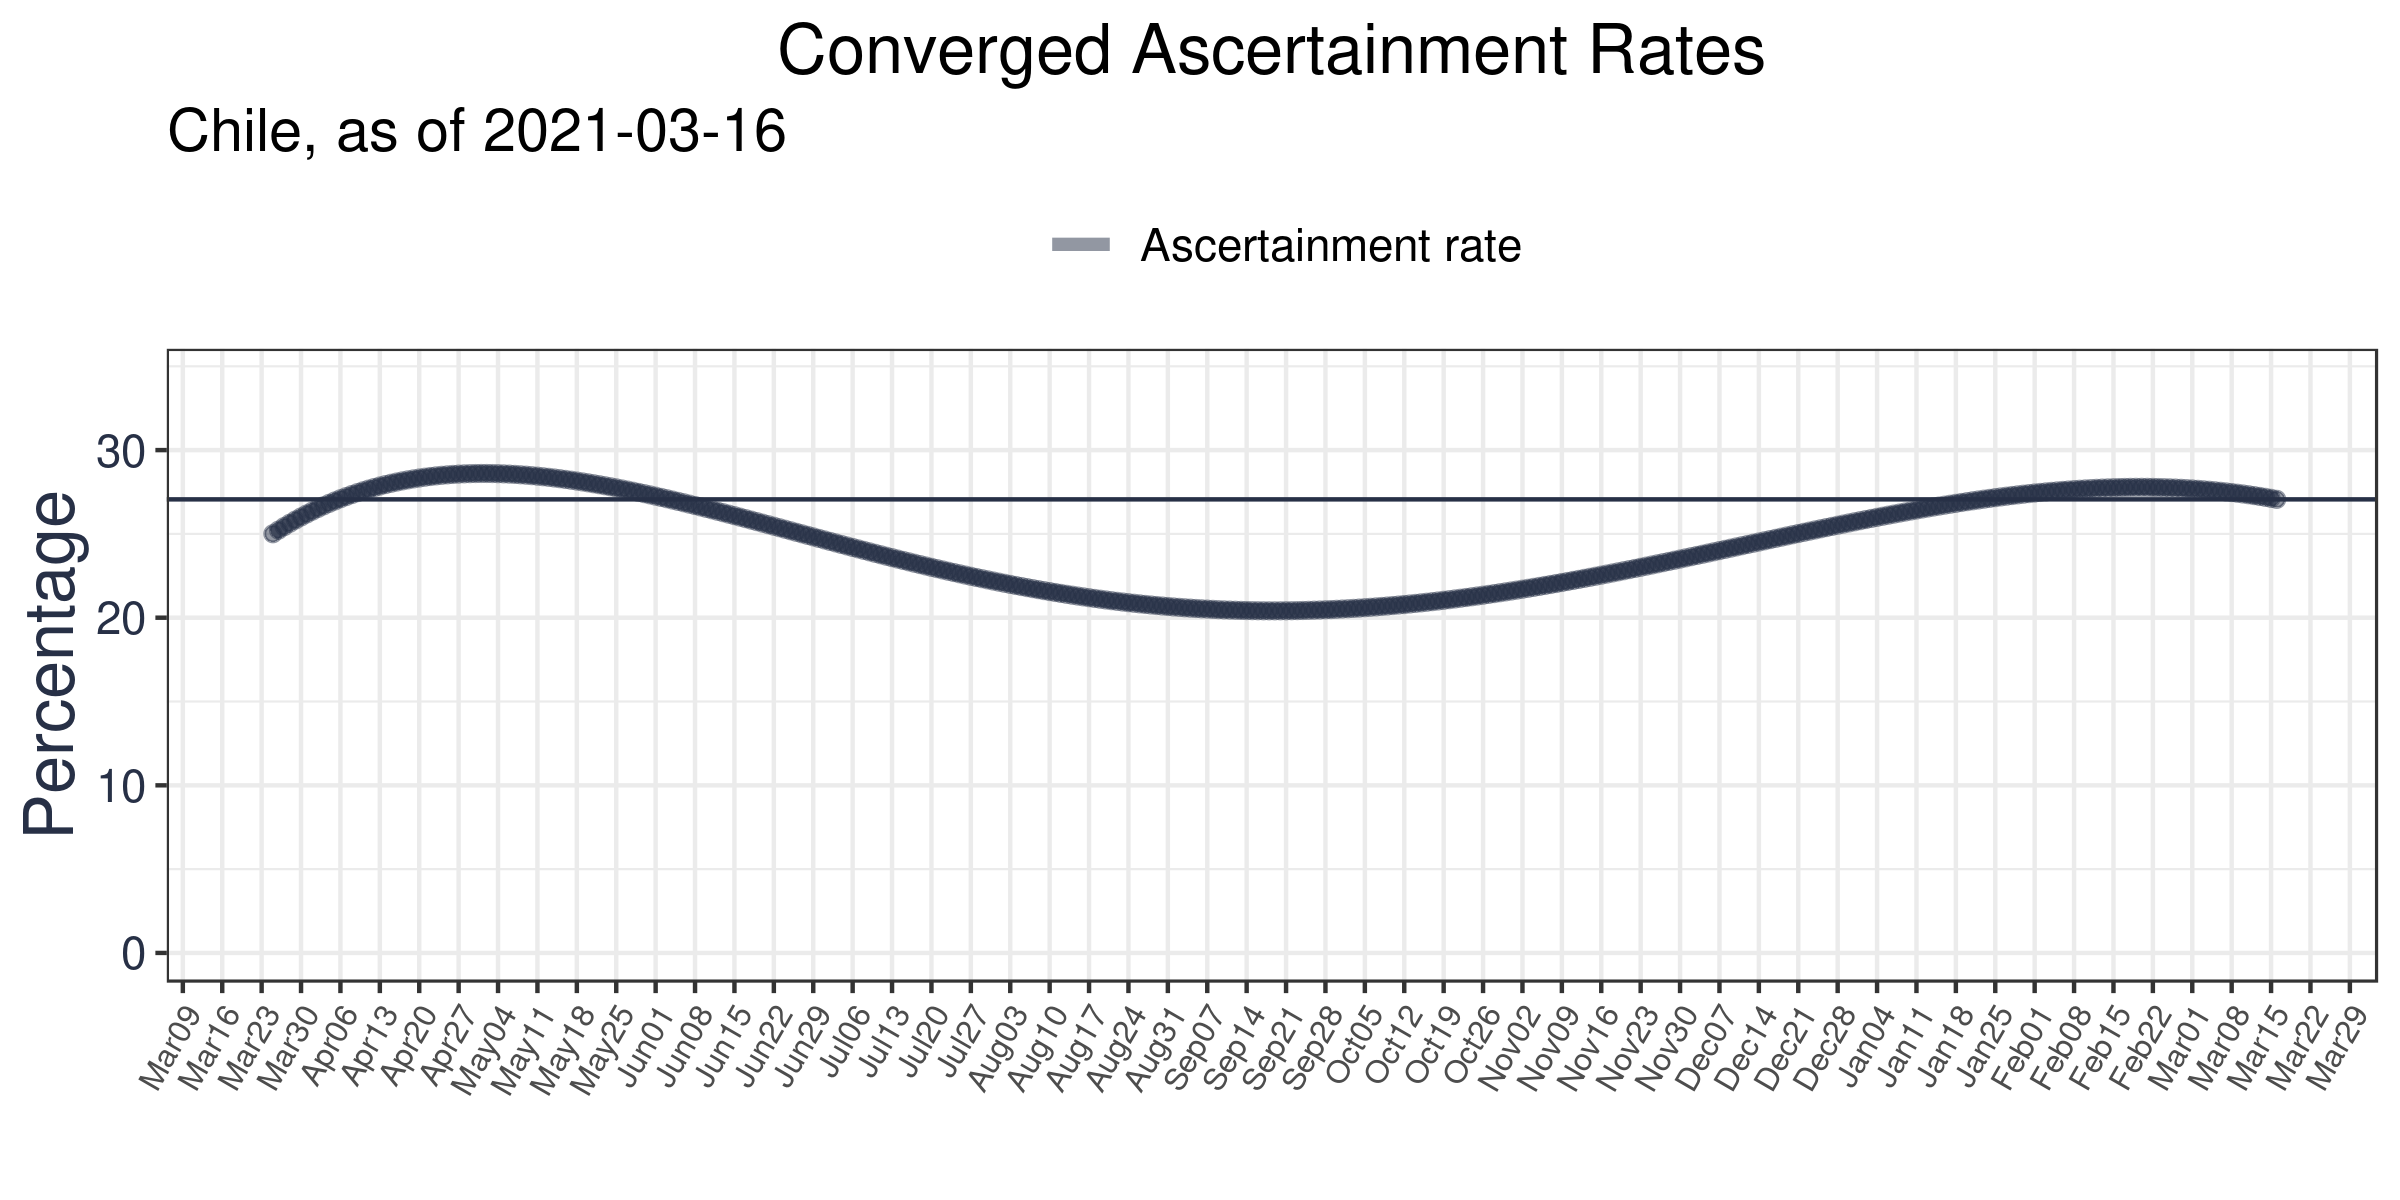 Converged Ascertainment Rates
Chile, as of 2021-03-16
Ascertainment rate
Percentage
30
20
10
0
Mar09 Mar16 Mar23 Mar30 Apr06 Apr13 Apr20 Apr27 May04 May11 May18 May25 Jun01 Jun08 Jun15 Jun22 Jun29 Jul06 Jul13 Jul20 Jul27 Aug03 Aug10 Aug17 Aug24 Aug31 Sep07 Sep14 Sep21 Sep28 Oct05 Oct12 Oct19 Oct26 Nov02 Nov09 Nov16 Nov23 Nov30 Dec07 Dec14 Dec21 Dec28 Jan04 Jan11 Jan18 Jan25 Feb01 Feb08 Feb15 Feb22 Mar01 Mar08 Mar15 Mar22 Mar29